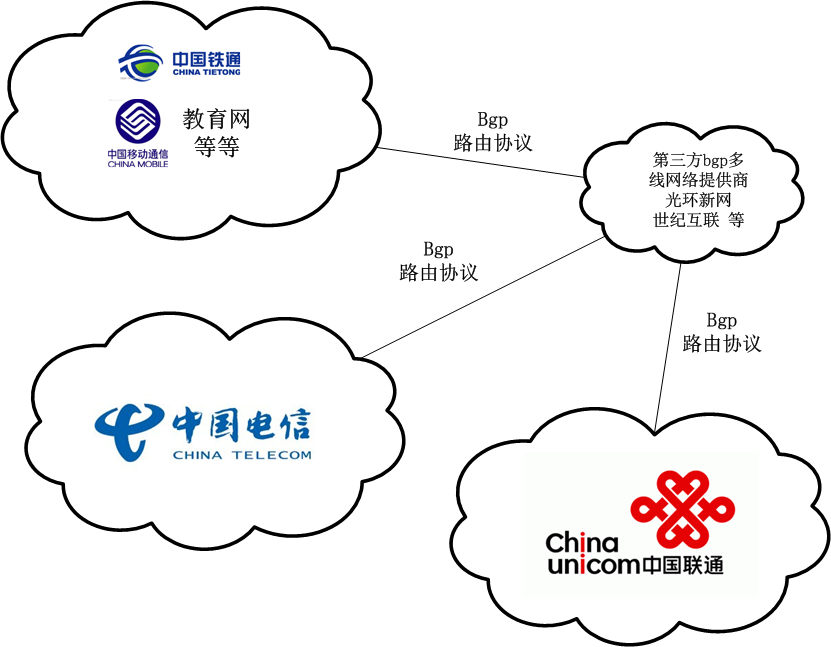 中国铁通
CHINA TIETONG
中国移动通信
CHINA MOBILE
教育网
等等
Bgp
路由协议
第三方bgp多
线网络提供商
光环新网
世纪互联 等
Bgp
路由协议
Bgp
路由协议
中国电信
CHINA TELECOM
China
unicom中国联通